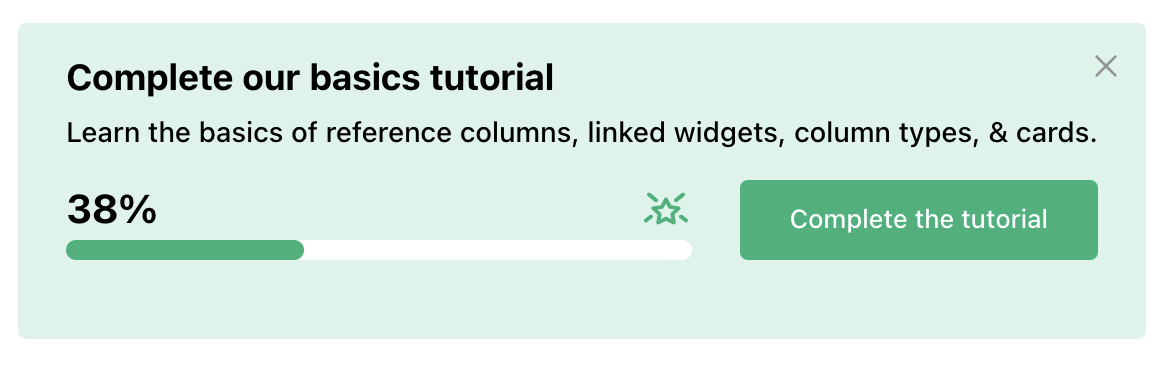 Complete our basics tutorial
Learn the basics of reference columns, linked widgets, column types, & cards.
38%
Complete the tutorial